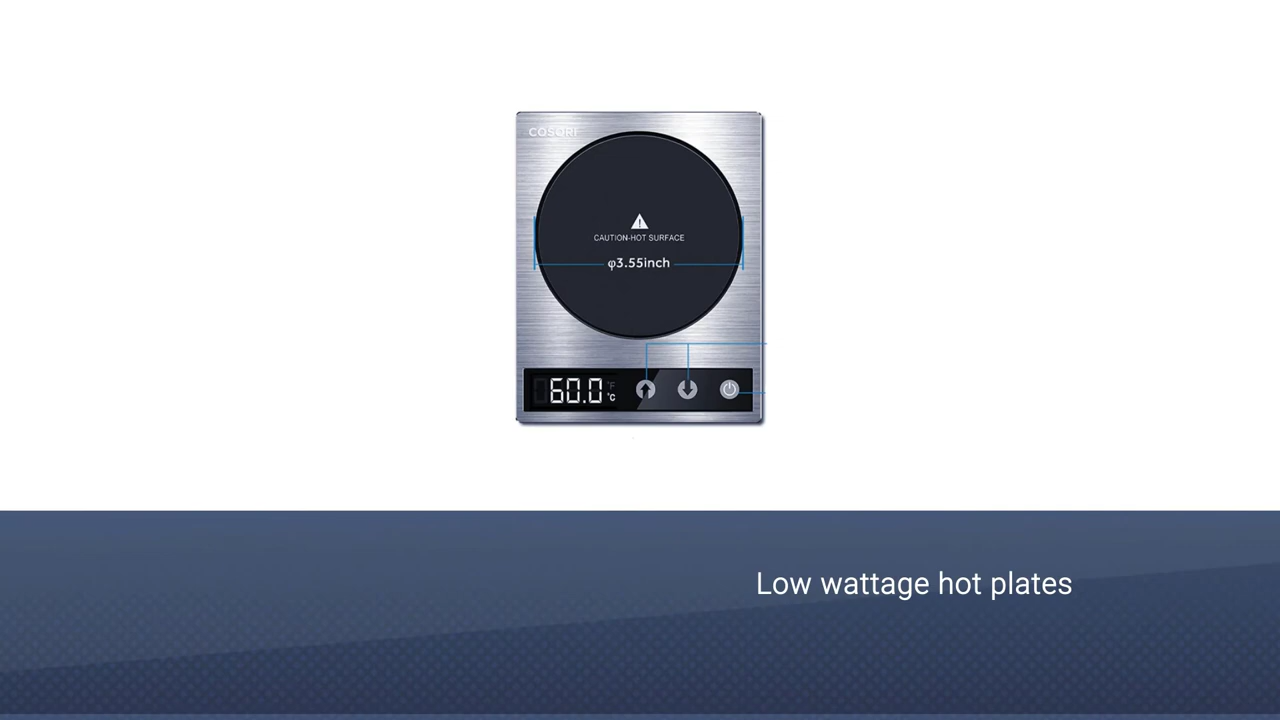 COSORI
CAUTION-HOT SURFACE
φ3.55inch
60.0 °F
°C
Low wattage hot plates